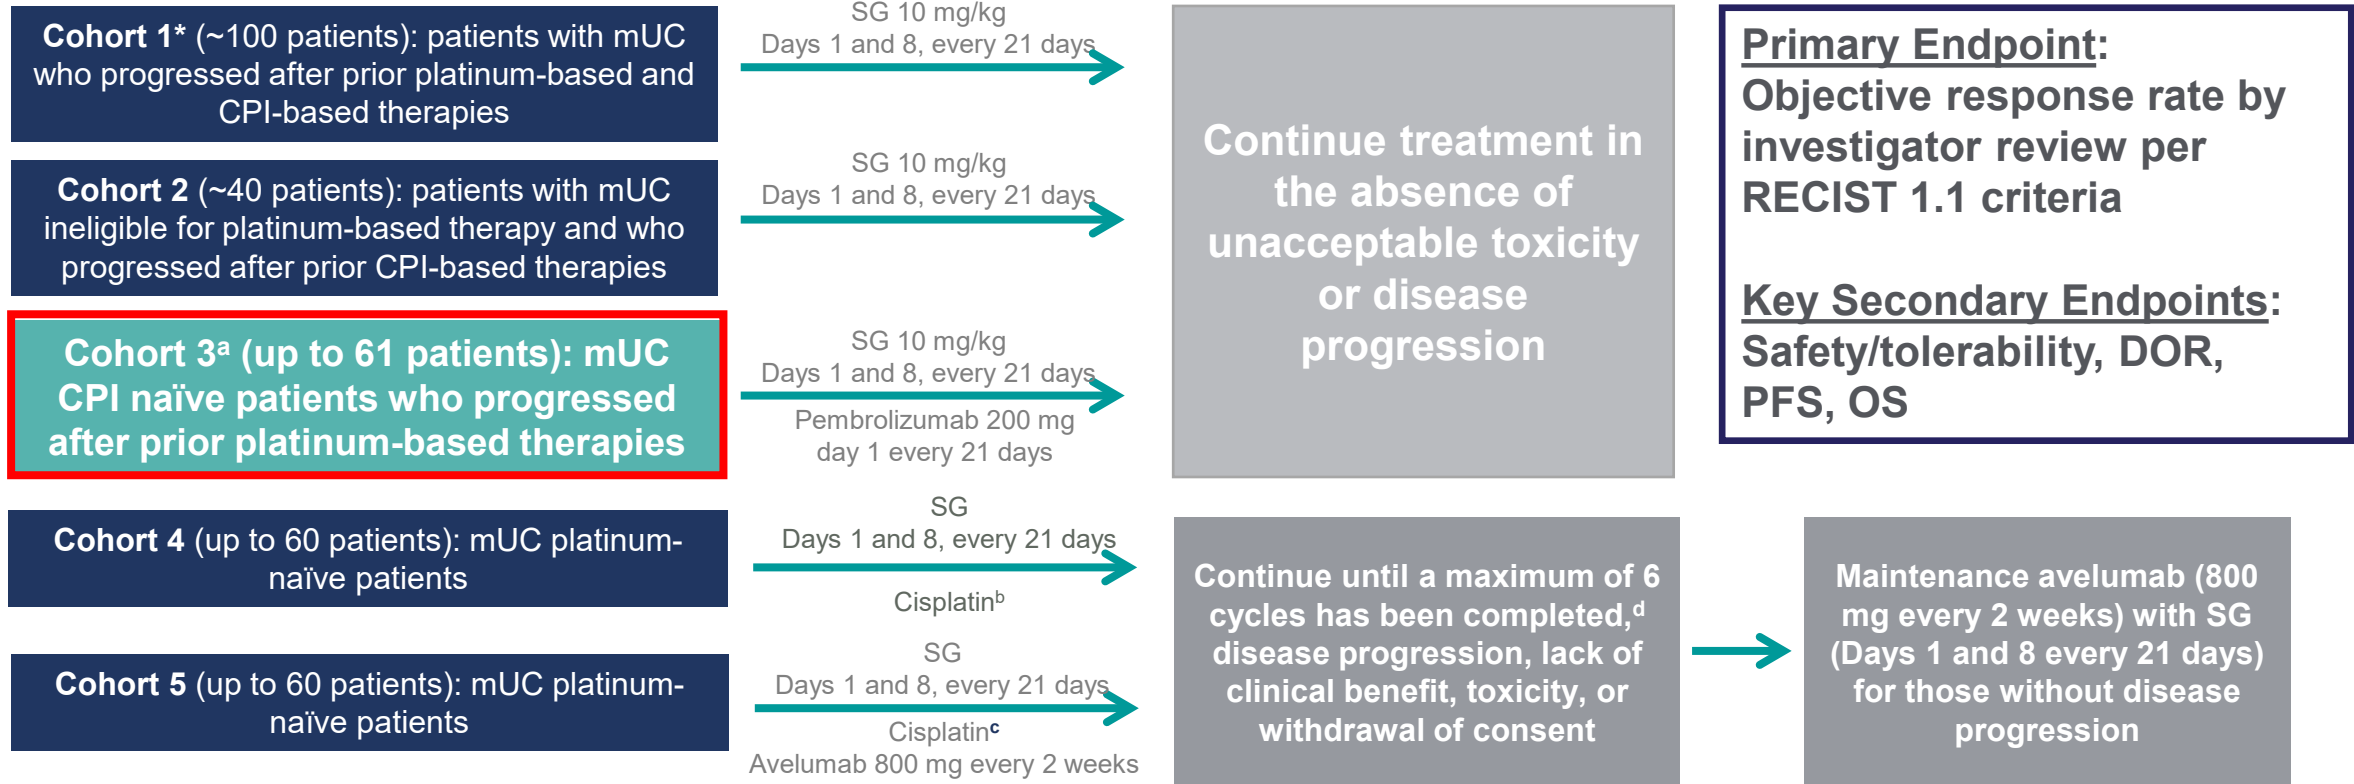 Cohort 1* (~100 patients): patients with mUC
who progressed after prior platinum-based and
CPI-based therapies
SG 10 mg/kg
Days 1 and 8, every 21 days
Cohort 2 (~40 patients): patients with mUC
ineligible for platinum-based therapy and who
progressed after prior CPI-based therapies
SG 10 mg/kg
Days 1 and 8, every 21 days
Cohort 3a (up to 61 patients): mUC
CPI naïve patients who progressed
after prior platinum-based therapies
SG 10 mg/kg
Days 1 and 8, every 21 days
Pembrolizumab 200 mg
day 1 every 21 days
Continue treatment in
the absence of
unacceptable toxicity
or disease
progression
Primary Endpoint:
Objective response rate by
investigator review per
RECIST 1.1 criteria
Key Secondary Endpoints:
Safety/tolerability, DOR,
PFS, OS
Cohort 4 (up to 60 patients): mUC platinum-
naïve patients
SG
Days 1 and 8, every 21 days
Cisplatinb
Cohort 5 (up to 60 patients): mUC platinum-
naïve patients
SG
Days 1 and 8, every 21 days
Cisplatinc
Avelumab 800 mg every 2 weeks
Continue until a maximum of 6
cycles has been completed,d
disease progression, lack of
clinical benefit, toxicity, or
withdrawal of consent
Maintenance avelumab (800
mg every 2 weeks) with SG
(Days 1 and 8 every 21 days)
for those without disease
progression